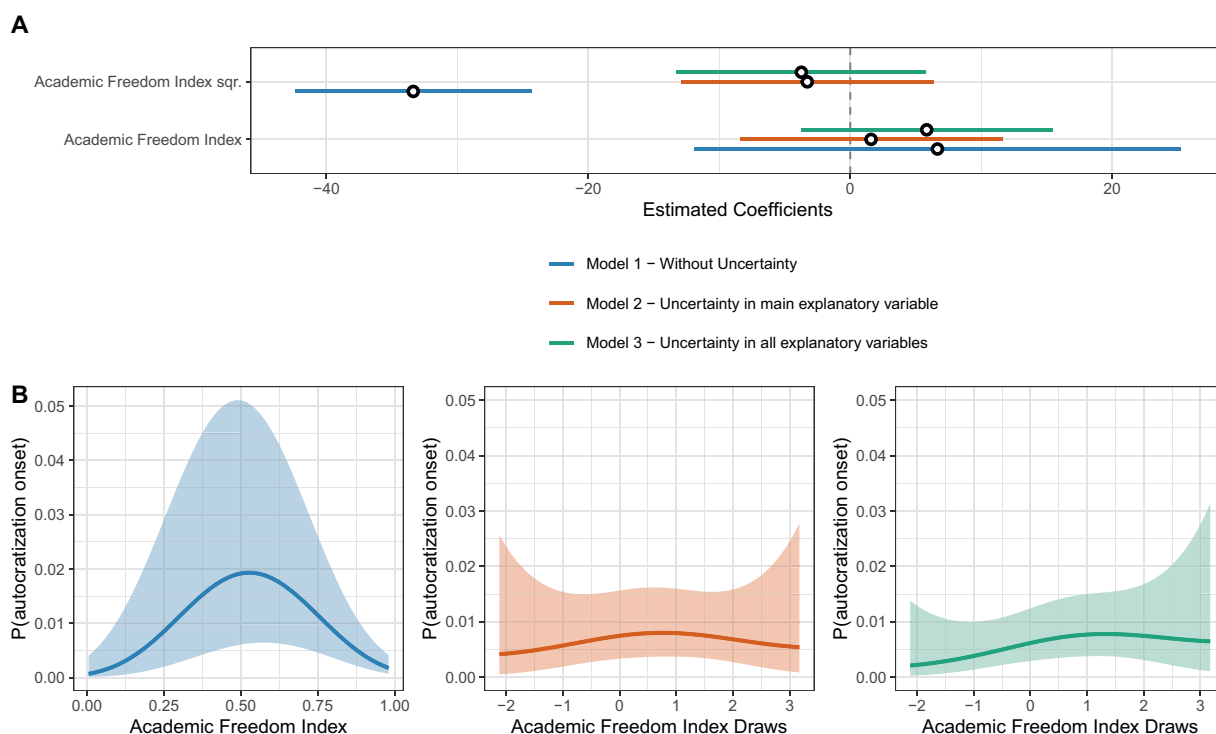 A
Academic Freedom Index sqr.
Academic Freedom Index
−40 −20 0 20
Estimated Coefficients
Model 1 − Without Uncertainty
Model 2 − Uncertainty in main explanatory variable
Model 3 − Uncertainty in all explanatory variables
B
P(autocratization onset)
0.05
0.04
0.03
0.02
0.01
0.00
0.00 0.25 0.50 0.75 1.00
Academic Freedom Index
P(autocratization onset)
0.05
0.04
0.03
0.02
0.01
0.00
−2 −1 0 1 2 3
Academic Freedom Index Draws
P(autocratization onset)
0.05
0.04
0.03
0.02
0.01
0.00
−2 −1 0 1 2 3
Academic Freedom Index Draws